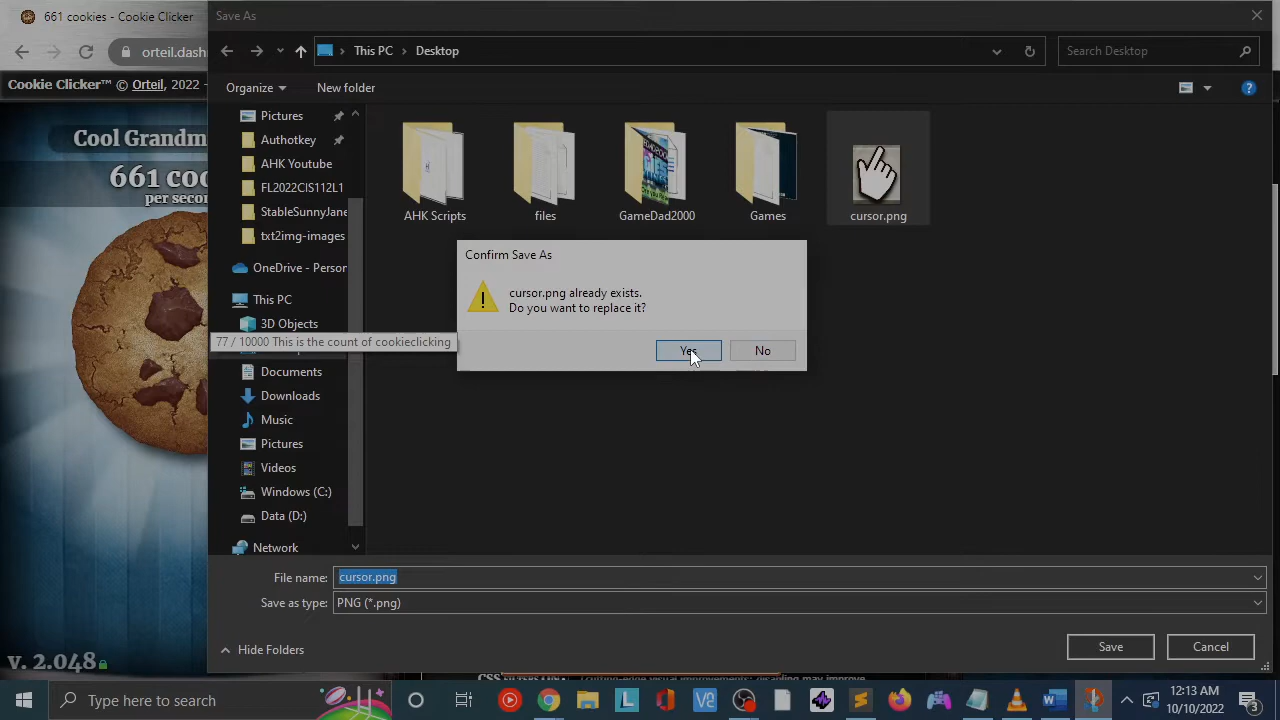 661 cookies - Cookie Clicker
Save As
orteil.dash
This PC
Desktop
Search Desktop
Cookie Clicker™ © Orteil, 2022 -
Organize
New folder
Cool Grandm
661 coo
per secon
Pictures
Authotkey
AHK Youtube
FL2022CIS112L1
StableSunnyJane
txt2img-images
OneDrive - Person
This PC
3D Objects
77 / 10000 This is the count of cookieclicking
Documents
Downloads
Music
Pictures
Videos
Windows (C:)
Data (D:)
Network
AHK Scripts
files
GameDad2000
Games
cursor.png
Confirm Save As
cursor.png already exists.
Do you want to replace it?
Yes
No
File name:
cursor.png
Save as type:
PNG (*.png)
Hide Folders
Save
Cancel
v. 2.048
Type here to search
12:13 AM
10/10/2022
3